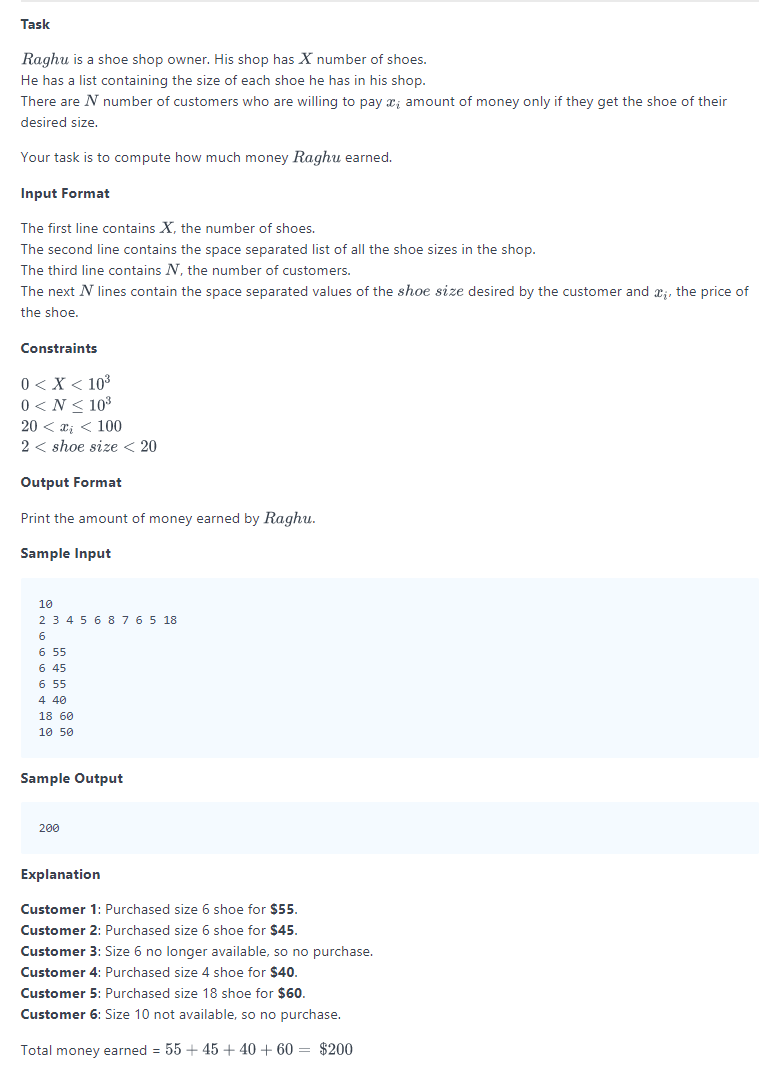 Task
Raghu is a shoe shop owner. His shop has X number of shoes.
He has a list containing the size of each shoe he has in his shop.
There are N number of customers who are willing to pay xᵢ amount of money only if they get the shoe of their
desired size.
Your task is to compute how much money Raghu earned.
Input Format
The first line contains X, the number of shoes.
The second line contains the space separated list of all the shoe sizes in the shop.
The third line contains N, the number of customers.
The next N lines contain the space separated values of the shoe size desired by the customer and xᵢ, the price of
the shoe.
Constraints
0 < X < 10³
0 < N ≤ 10³
20 < xᵢ < 100
2 < shoe size < 20
Output Format
Print the amount of money earned by Raghu.
Sample Input
10
2 3 4 5 6 8 7 6 5 18
6
6 55
6 45
6 55
4 40
18 60
10 50
Sample Output
200
Explanation
Customer 1: Purchased size 6 shoe for $55.
Customer 2: Purchased size 6 shoe for $45.
Customer 3: Size 6 no longer available, so no purchase.
Customer 4: Purchased size 4 shoe for $40.
Customer 5: Purchased size 18 shoe for $60.
Customer 6: Size 10 not available, so no purchase.
Total money earned = 55 + 45 + 40 + 60 = $200